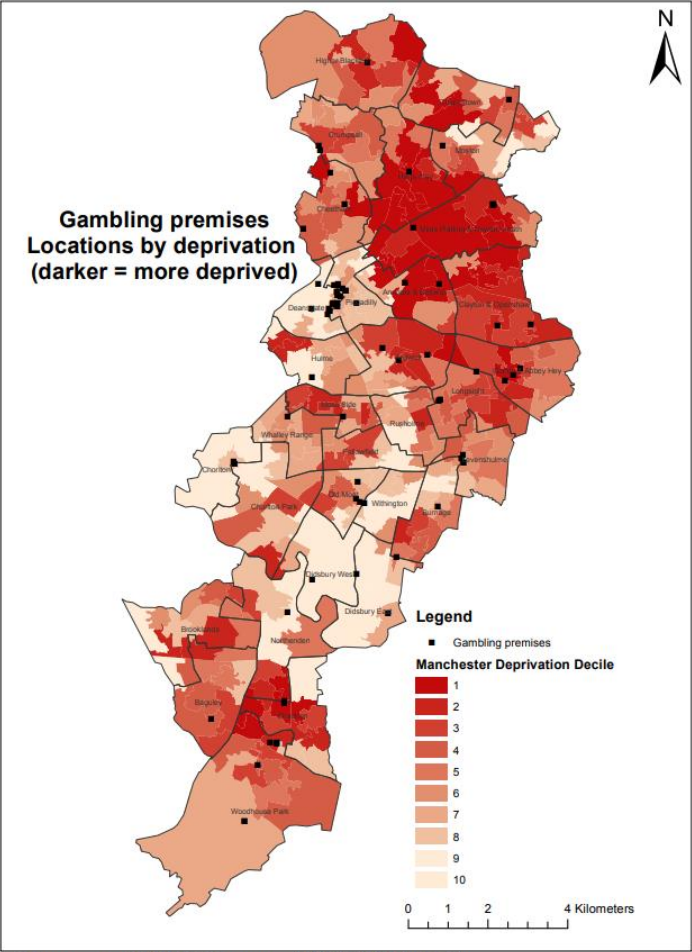 N
Higher Blackley
Charlestown
Crumpsall
Moston
Harpurhey
Cheetham
Miles Platting & Newton Heath
Gambling premises
Locations by deprivation
(darker = more deprived)
Ancoats & Beswick
Clayton & Openshaw
Deansgate
Piccadilly
Hulme
Ardwick
Gorton & Abbey Hey
Longsight
Moss Side
Rusholme
Whalley Range
Fallowfield
Levenshulme
Chorlton
Old Moat
Withington
Chorlton Park
Burnage
Didsbury West
Didsbury East
Legend
Gambling premises
Northenden
Brooklands
Manchester Deprivation Decile
1
2
Baguley
3
4
5
6
7
Woodhouse Park
8
9
10
0 1 2 4 Kilometers